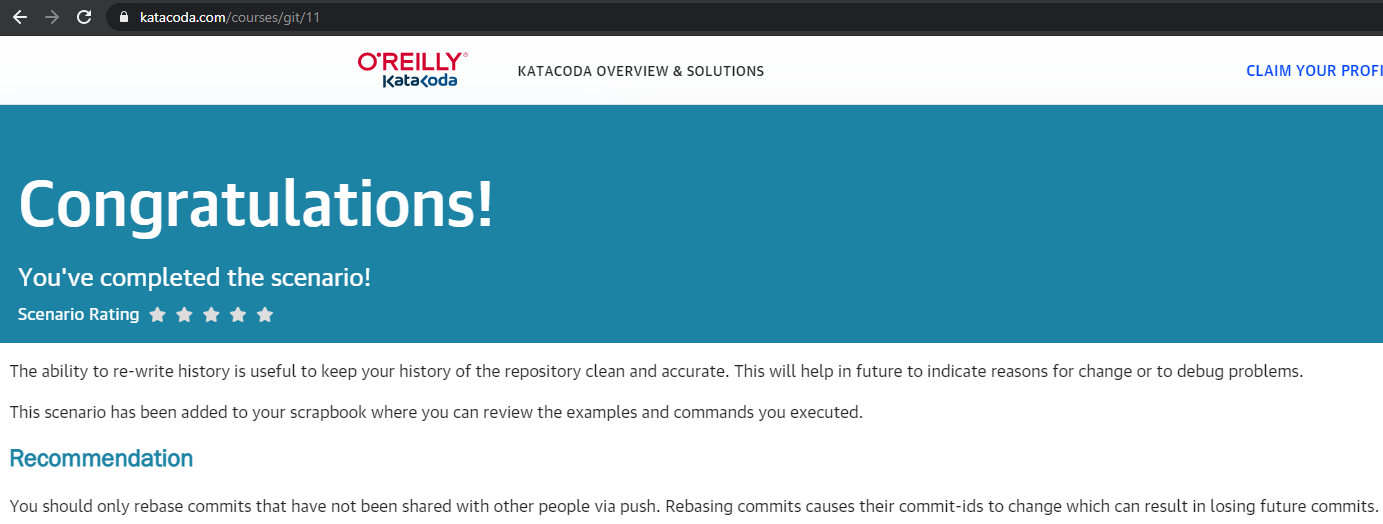 katacoda.com/courses/git/11
O'REILLY®
KATACODA OVERVIEW & SOLUTIONS
CLAIM YOUR PROFI
Katacoda
Congratulations!
You've completed the scenario!
Scenario Rating
The ability to re-write history is useful to keep your history of the repository clean and accurate. This will help in future to indicate reasons for change or to debug problems.
This scenario has been added to your scrapbook where you can review the examples and commands you executed.
Recommendation
You should only rebase commits that have not been shared with other people via push. Rebasing commits causes their commit-ids to change which can result in losing future commits.